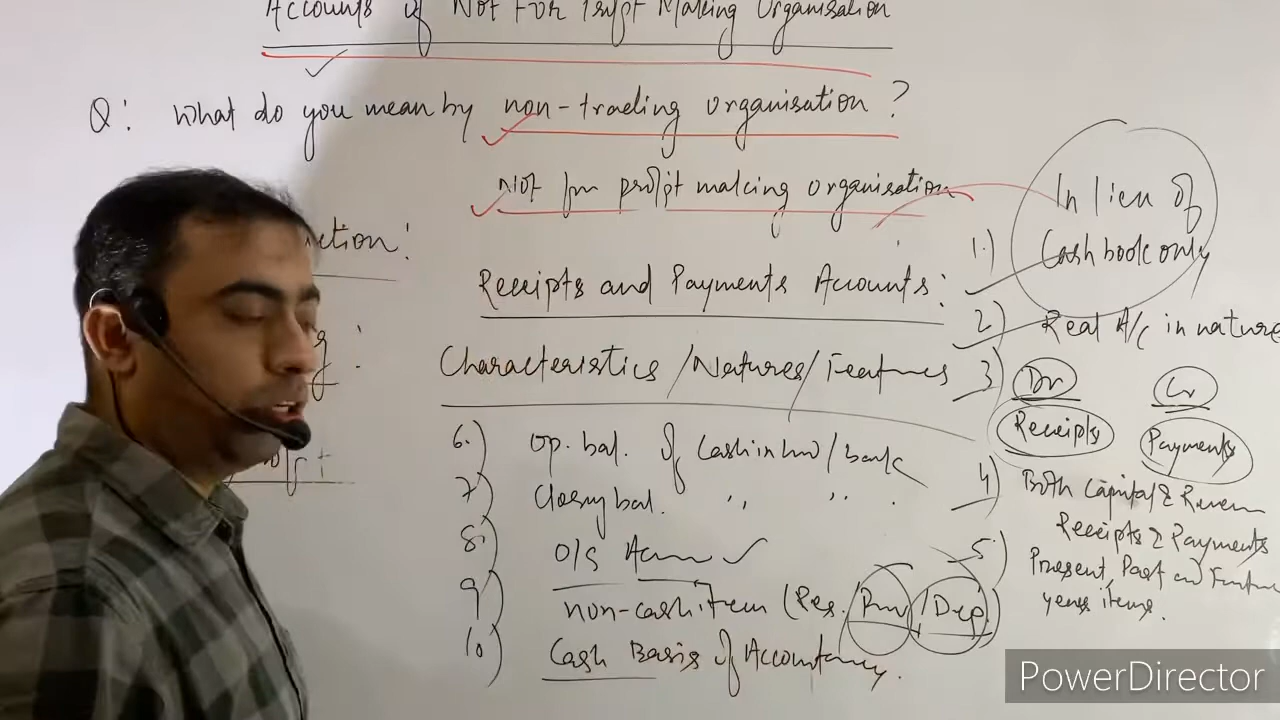 Accounts of Not For Profit Making Organisation
Q: What do you mean by non-trading organisation?
Not for profit making organisation
In lieu of
1.) Cash book only
Receipts and Payments Accounts:
2) Real A/c in nature
Characteristics/Natures/Features
3) Dr Cr
Receipts Payments
6.) Op. bal. of Cash in hand/bank
4) Both Capital & Revenue
Receipts & Payments
7) Closing bal. " " .
8.) O/S
5) Present, Past and Future
years items.
9) non-cash item (Res. /Dep)
10) Cash Basis of Accountancy.
PowerDirector